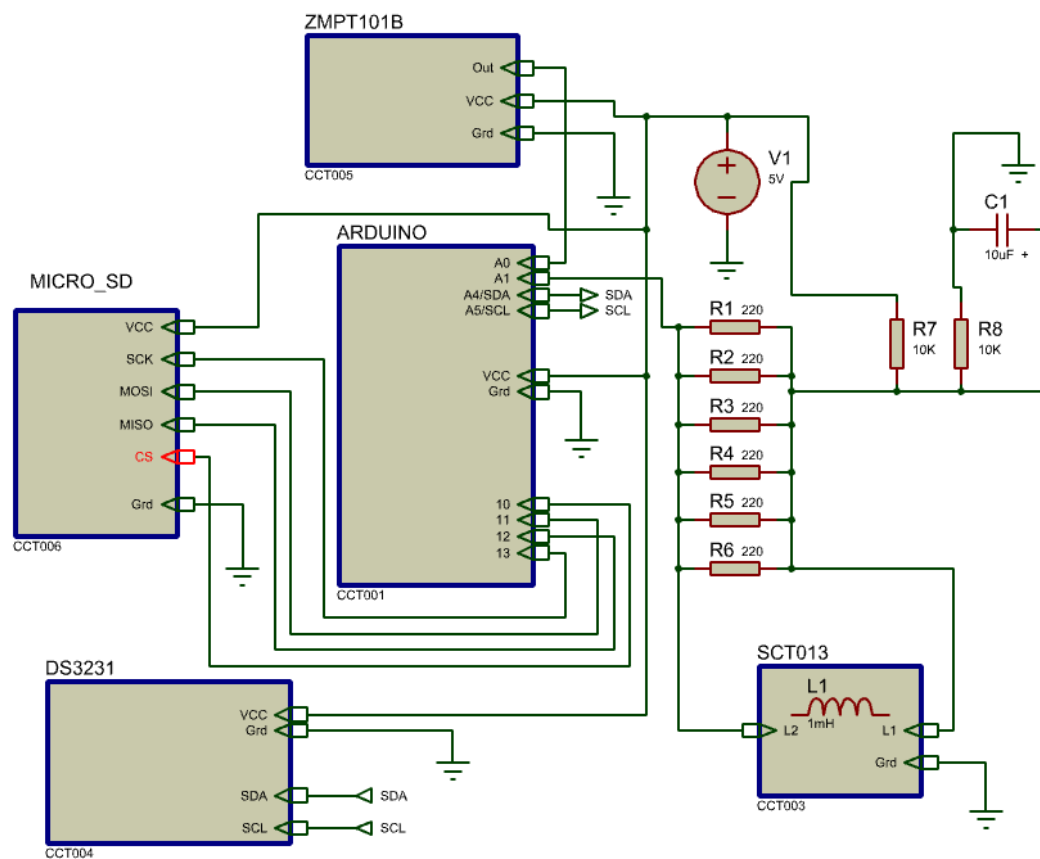 ZMPT101B
Out
VCC
Grd
CCT005
V1
5V
C1
10uF +
ARDUINO
A0
A1
A4/SDA
SDA
A5/SCL
SCL
VCC
Grd
10
11
12
13
CCT001
MICRO_SD
VCC
SCK
MOSI
MISO
CS
Grd
CCT006
R1 220
R2 220
R3 220
R4 220
R5 220
R6 220
R7
10K
R8
10K
DS3231
VCC
Grd
SDA
SDA
SCL
SCL
CCT004
SCT013
L1
1mH
L2
L1
Grd
CCT003